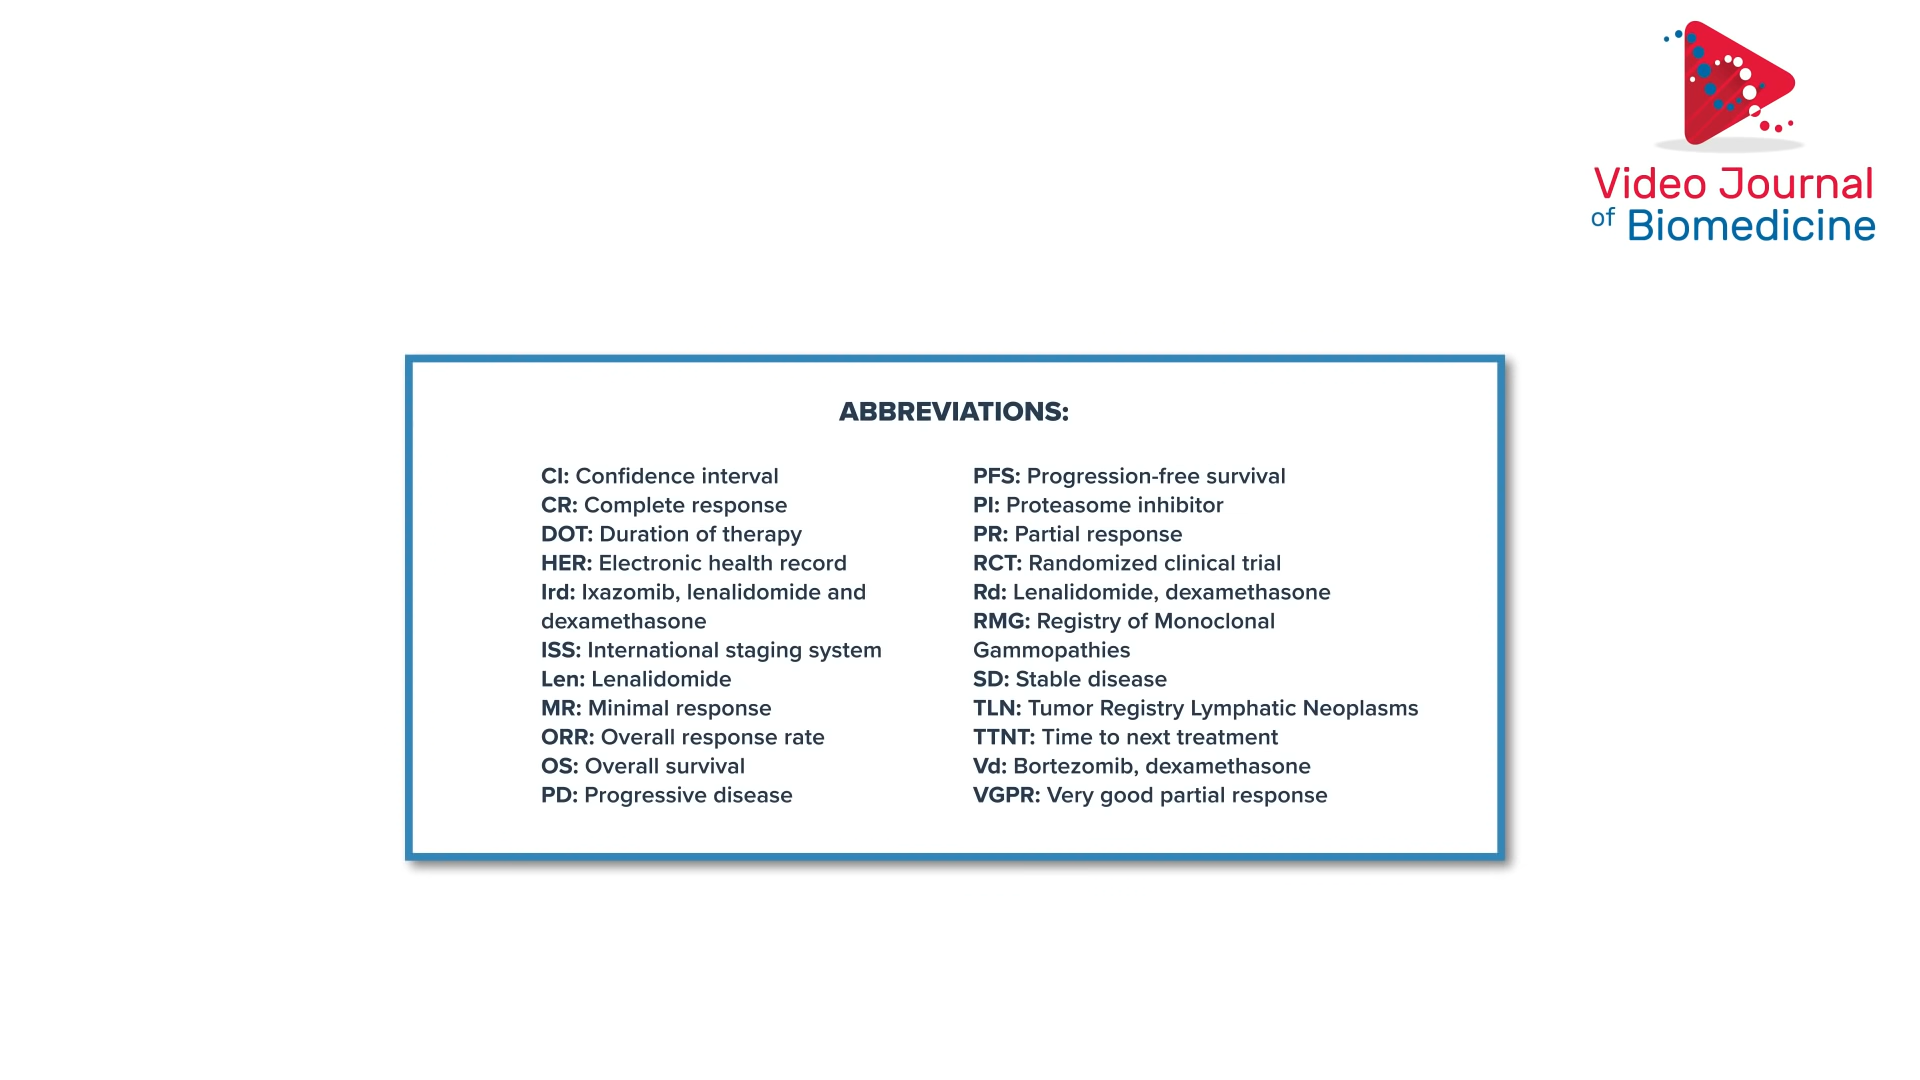 Video Journal
of Biomedicine
ABBREVIATIONS:
CI: Confidence interval
CR: Complete response
DOT: Duration of therapy
HER: Electronic health record
Ird: Ixazomib, lenalidomide and
dexamethasone
ISS: International staging system
Len: Lenalidomide
MR: Minimal response
ORR: Overall response rate
OS: Overall survival
PD: Progressive disease
PFS: Progression-free survival
PI: Proteasome inhibitor
PR: Partial response
RCT: Randomized clinical trial
Rd: Lenalidomide, dexamethasone
RMG: Registry of Monoclonal
Gammopathies
SD: Stable disease
TLN: Tumor Registry Lymphatic Neoplasms
TTNT: Time to next treatment
Vd: Bortezomib, dexamethasone
VGPR: Very good partial response